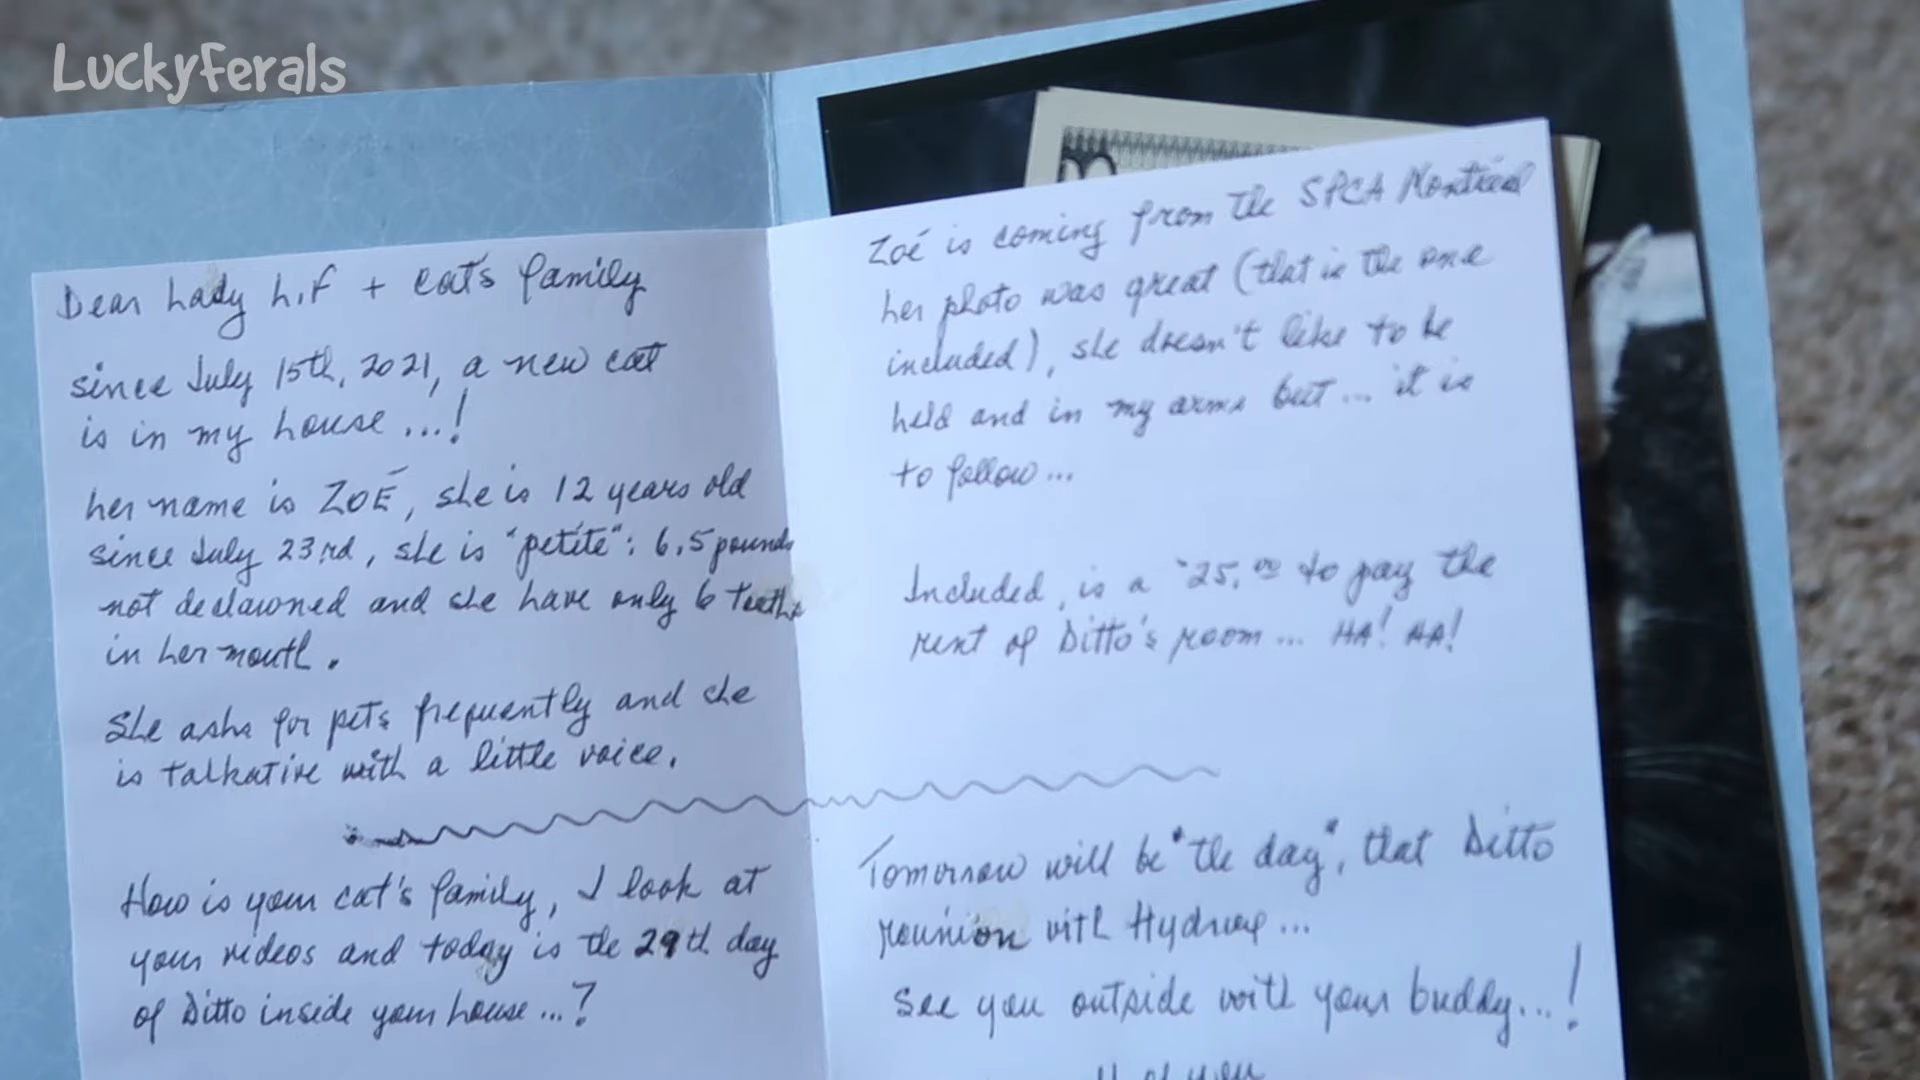 LuckyFerals
Dear Lady L.F + cat's family
since July 15th, 2021, a new cat
is in my house ...!
her name is ZOÉ, she is 12 years old
since July 23rd, she is "petite": 6,5 pounds
not declawned and she have only 6 teeths
in her mouth.
She asks for pets frequently and she
is talkative with a little voice.
How is your cat's family, I look at
your videos and today is the 29th day
of Ditto inside your house ...?
Zoé is coming from the SPCA Montréal
her photo was great (that is the one
included), she doesn't like to be
held and in my arms but... it is
to follow...
Included, is a 25.00 to pay the
rent of Ditto's room... HA! HA!
Tomorrow will be "the day", that Ditto
reunion with Hydrox...
See you outside with your buddy...!
you